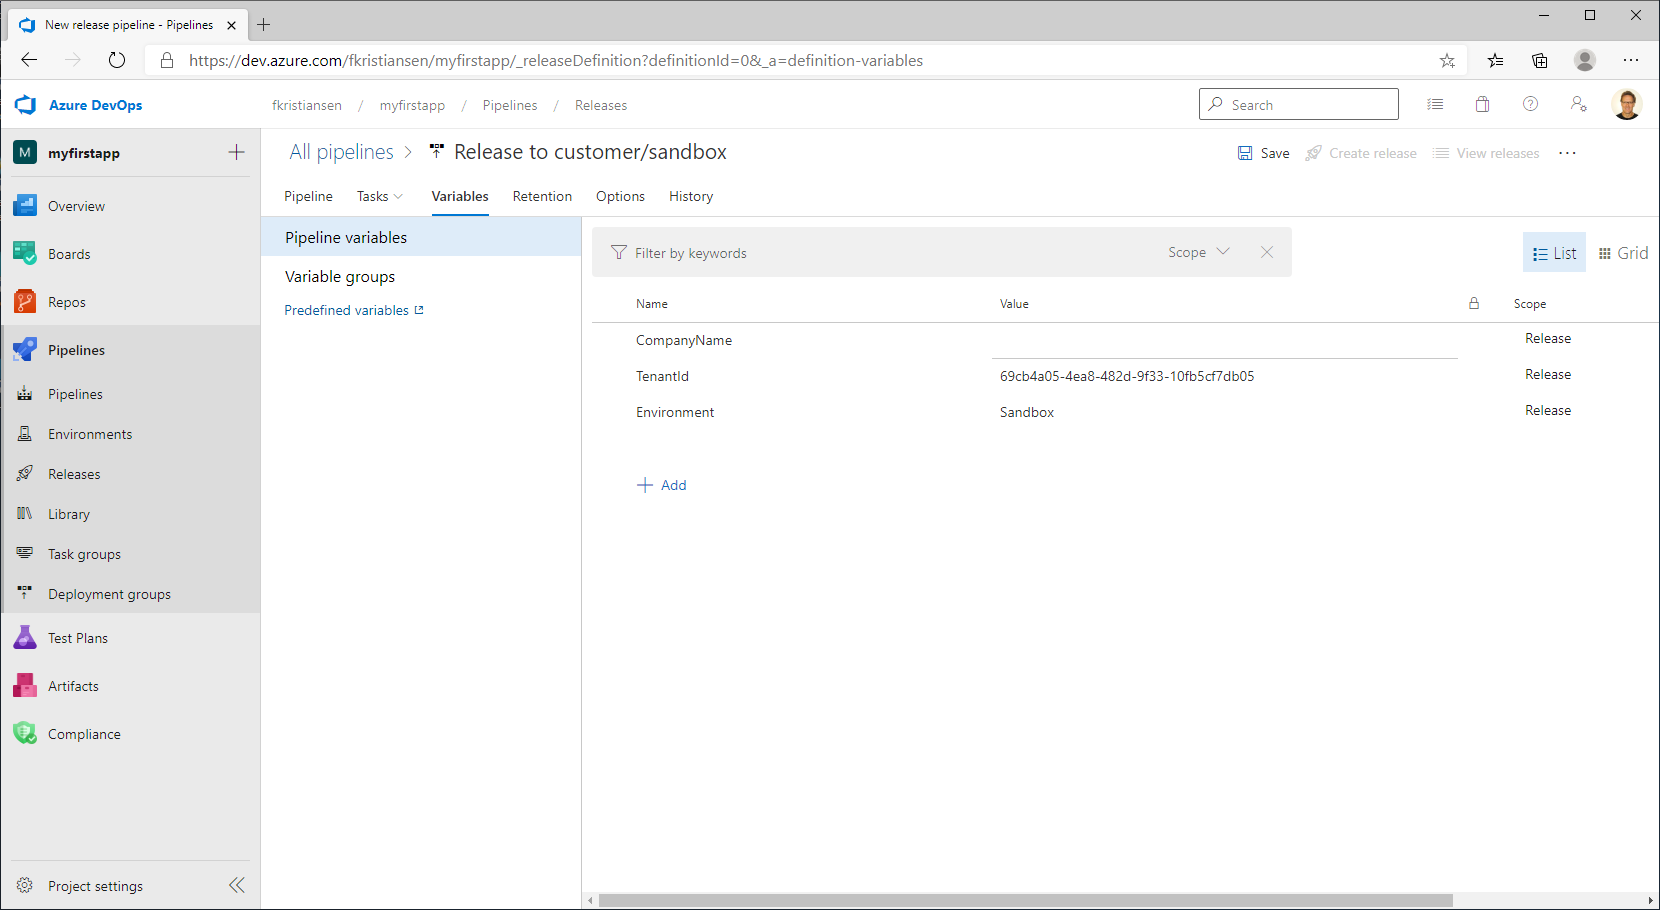 New release pipeline - Pipelines
https://dev.azure.com/fkristiansen/myfirstapp/_releaseDefinition?definitionId=0&_a=definition-variables
Azure DevOps
fkristiansen / myfirstapp / Pipelines / Releases
Search
M
myfirstapp
All pipelines > Release to customer/sandbox
Save
Create release
View releases
Pipeline
Tasks
Variables
Retention
Options
History
Overview
Boards
Repos
Pipelines
Pipelines
Environments
Releases
Library
Task groups
Deployment groups
Test Plans
Artifacts
Compliance
Project settings
Pipeline variables
Variable groups
Predefined variables
Filter by keywords
Scope
List
Grid
Name Value Scope
CompanyName Release
TenantId 69cb4a05-4ea8-482d-9f33-10fb5cf7db05 Release
Environment Sandbox Release
Add